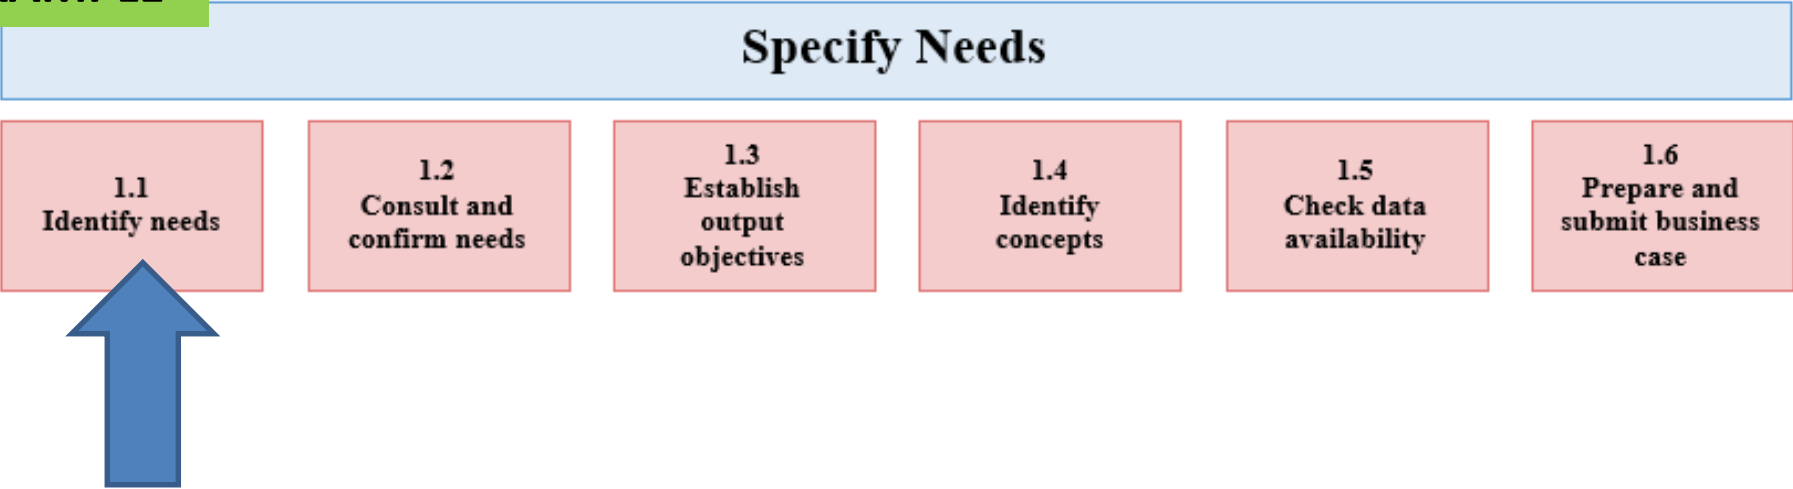 Specify Needs
1.1
Identify needs
1.2
Consult and
confirm needs
1.3
Establish
output
objectives
1.4
Identify
concepts
1.5
Check data
availability
1.6
Prepare and
submit business
case